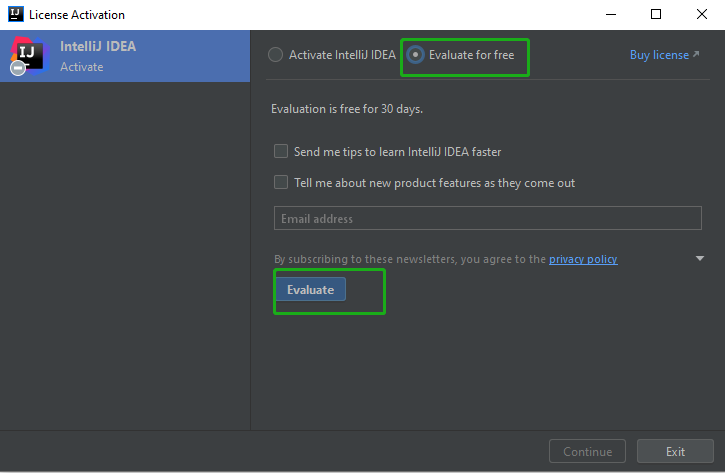 License Activation
IntelliJ IDEA
Activate
Activate IntelliJ IDEA Evaluate for free Buy license
Evaluation is free for 30 days.
Send me tips to learn IntelliJ IDEA faster
Tell me about new product features as they come out
Email address
By subscribing to these newsletters, you agree to the privacy policy
Evaluate
Continue Exit